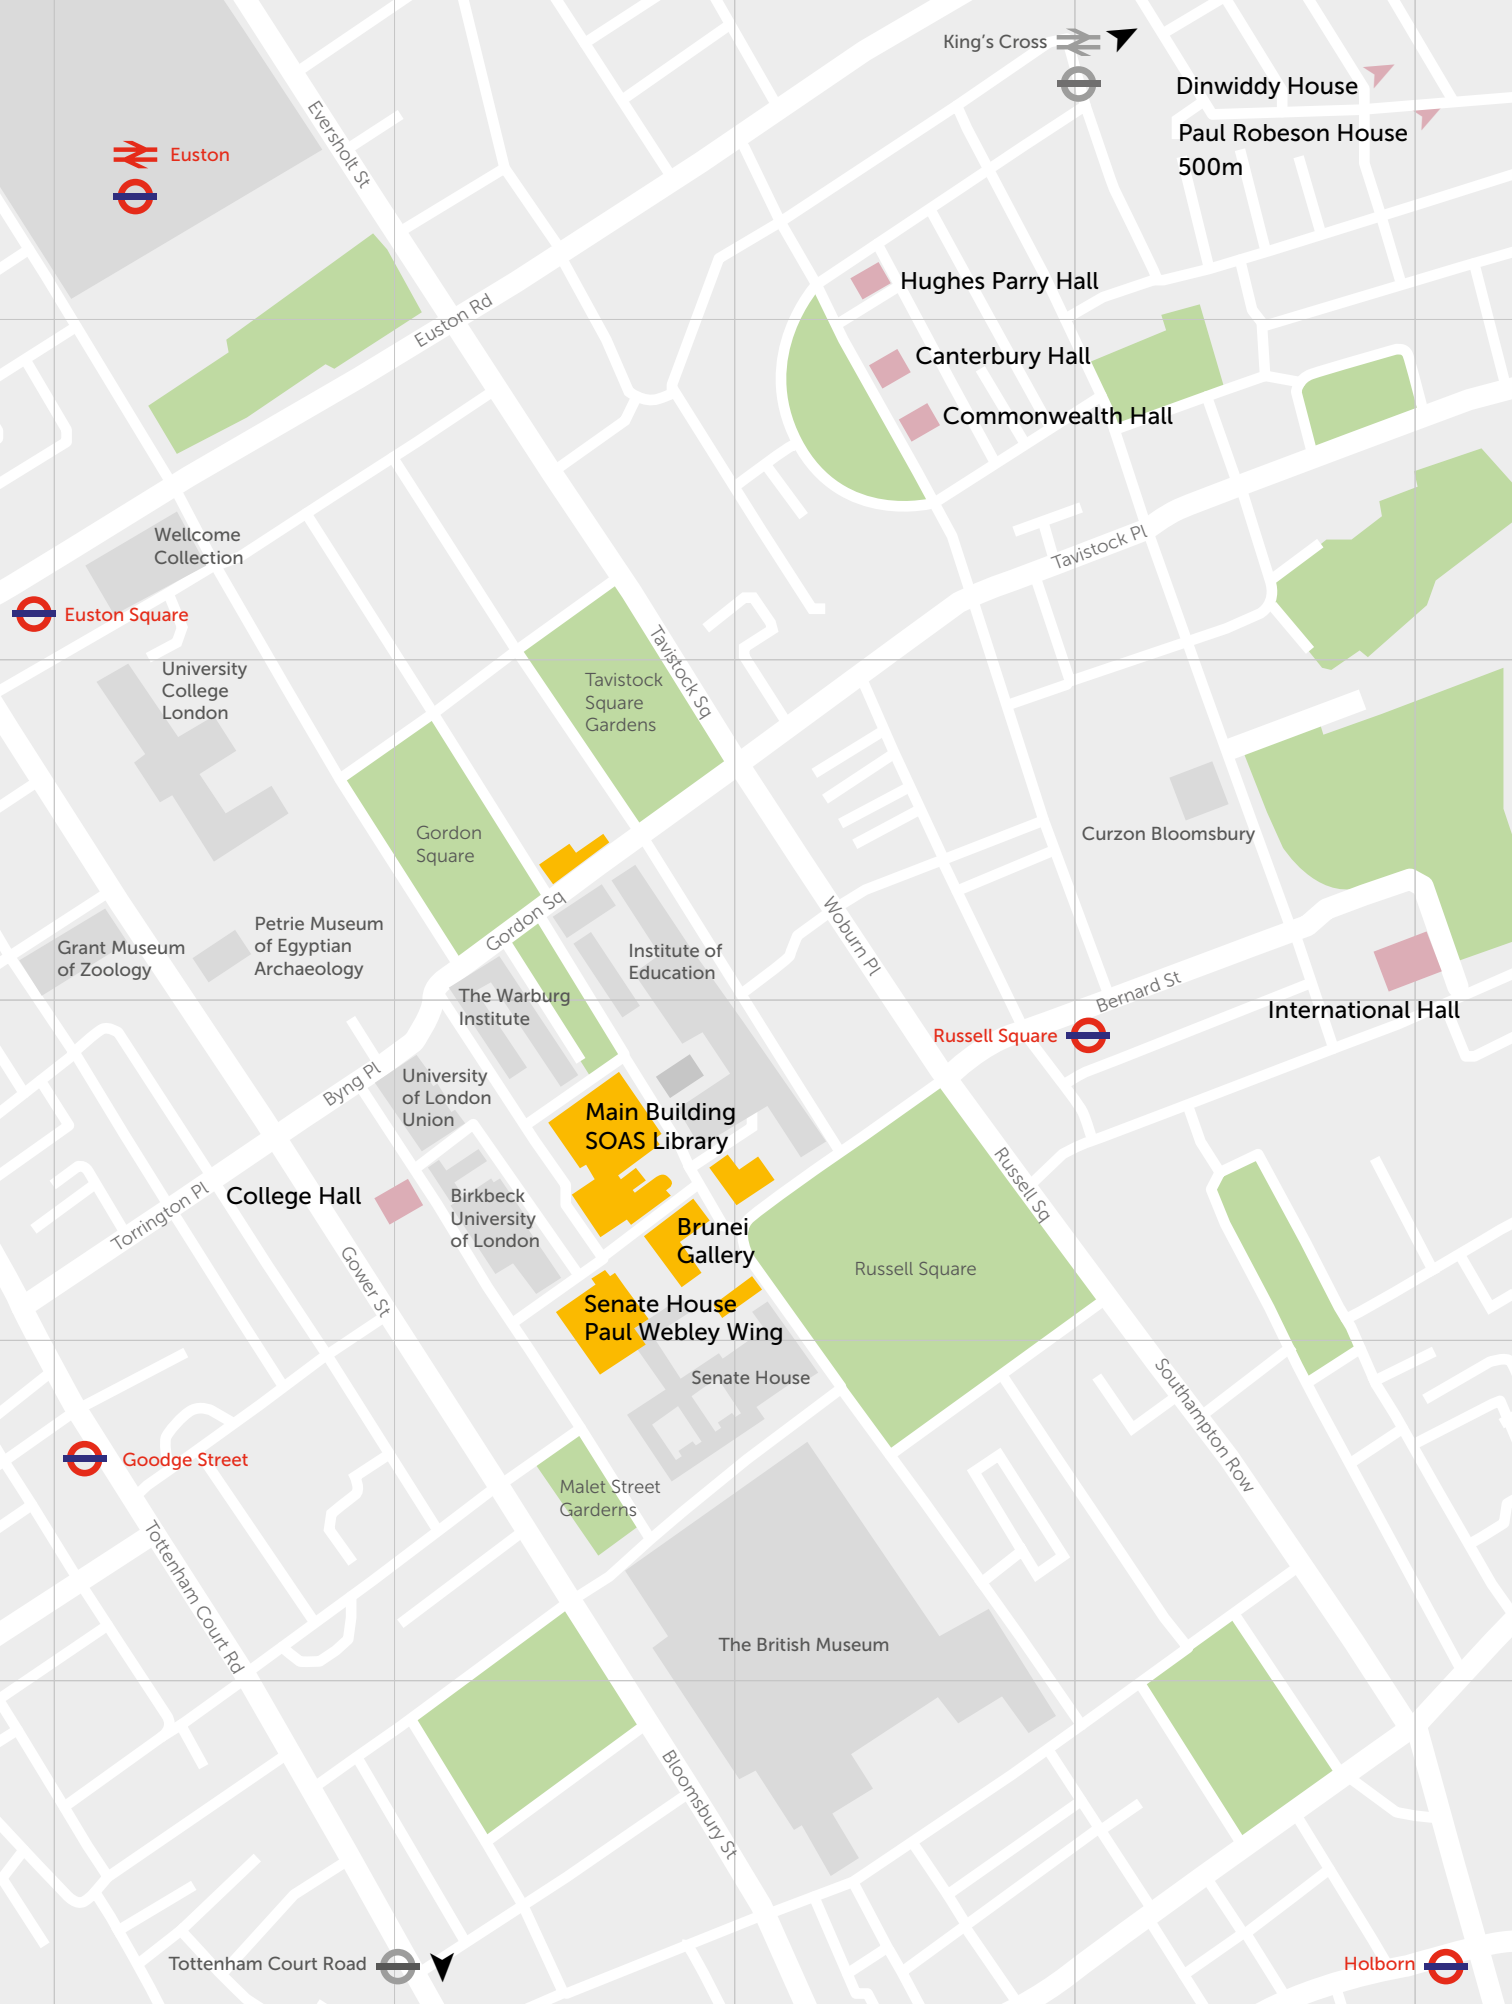 King's Cross
Dinwiddy House
Paul Robeson House
500m
Eversholt St
Euston
Hughes Parry Hall
Euston Rd
Canterbury Hall
Commonwealth Hall
Wellcome
Collection
Tavistock Pl
Euston Square
University
College
London
Tavistock
Square
Gardens
Tavistock Sq
Gordon
Square
Curzon Bloomsbury
Gordon Sq
Woburn Pl
Petrie Museum
of Egyptian
Archaeology
Grant Museum
of Zoology
Institute of
Education
The Warburg
Institute
Bernard St
International Hall
Russell Square
Byng Pl
University
of London
Union
Main Building
SOAS Library
Russell Sq
Torrington Pl
College Hall
Birkbeck
University
of London
Brunei
Gallery
Russell Square
Gower St
Senate House
Paul Webley Wing
Senate House
Southampton Row
Goodge Street
Malet Street
Garderns
Tottenham Court Rd
The British Museum
Bloomsbury St
Tottenham Court Road
Holborn